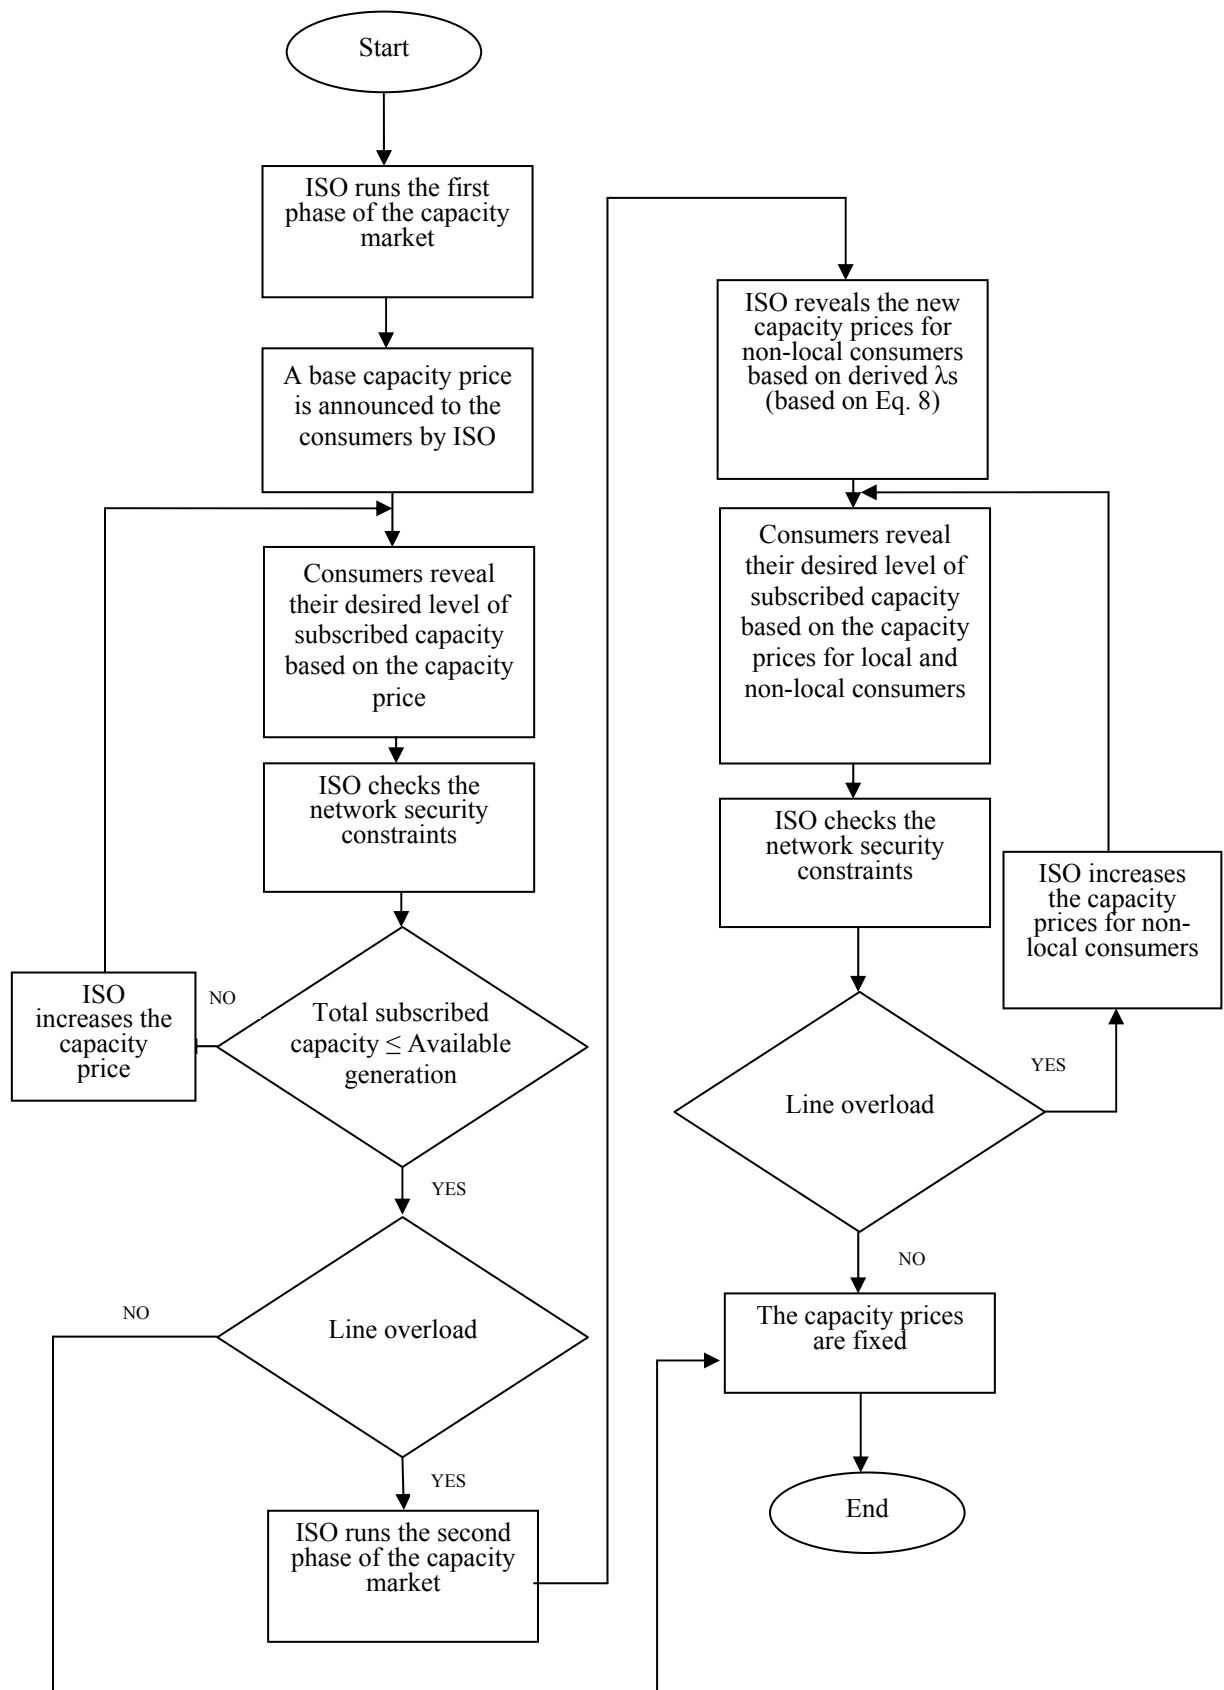 Start
ISO runs the first
phase of the capacity
market
A base capacity price
is announced to the
consumers by ISO
Consumers reveal
their desired level of
subscribed capacity
based on the capacity
price
ISO checks the
network security
constraints
ISO
increases the
capacity
price
NO
Total subscribed
capacity ≤ Available
generation
YES
NO
Line overload
YES
ISO runs the second
phase of the capacity
market
ISO reveals the new
capacity prices for
non-local consumers
based on derived λs
(based on Eq. 8)
Consumers reveal
their desired level of
subscribed capacity
based on the capacity
prices for local and
non-local consumers
ISO checks the
network security
constraints
ISO increases
the capacity
prices for non-
local consumers
YES
Line overload
NO
The capacity prices
are fixed
End